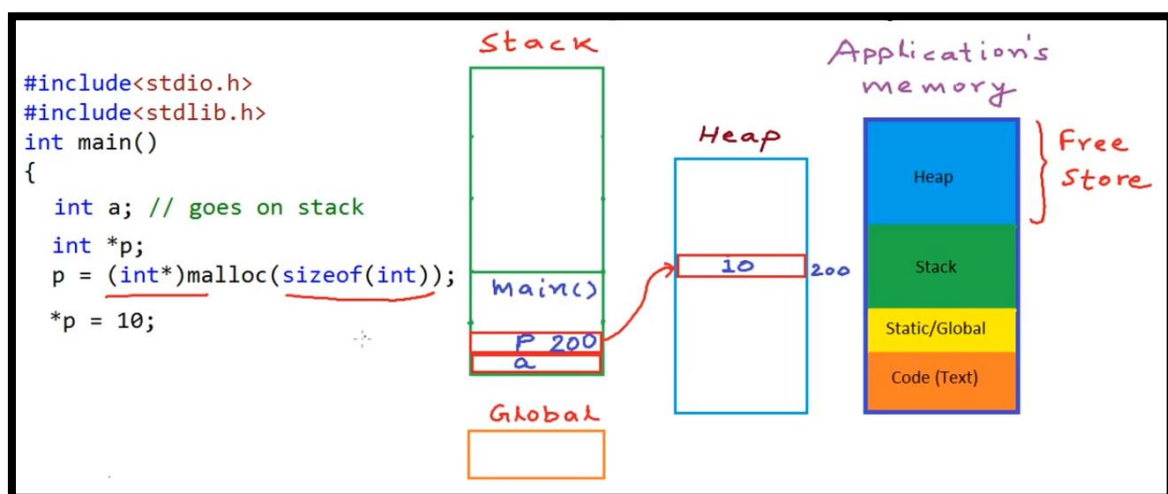 #include<stdio.h>
#include<stdlib.h>
int main()
{
int a; // goes on stack
int *p;
p = (int*)malloc(sizeof(int));
*p = 10;
Stack
main()
P 200
a
Global
Heap
10 200
Application's
memory
Heap
Stack
Static/Global
Code (Text)
Free
Store